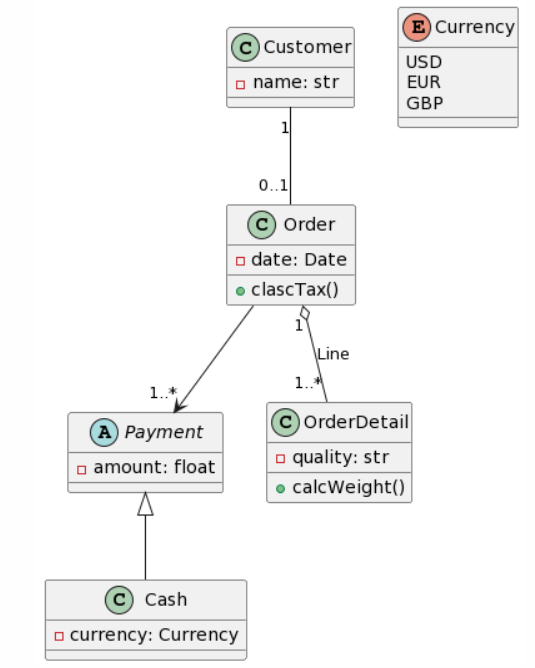 C Customer
name: str
E Currency
USD
EUR
GBP
1
0..1
C Order
date: Date
clascTax()
1
Line
1..*
1..*
A Payment
amount: float
C OrderDetail
quality: str
calcWeight()
C Cash
currency: Currency